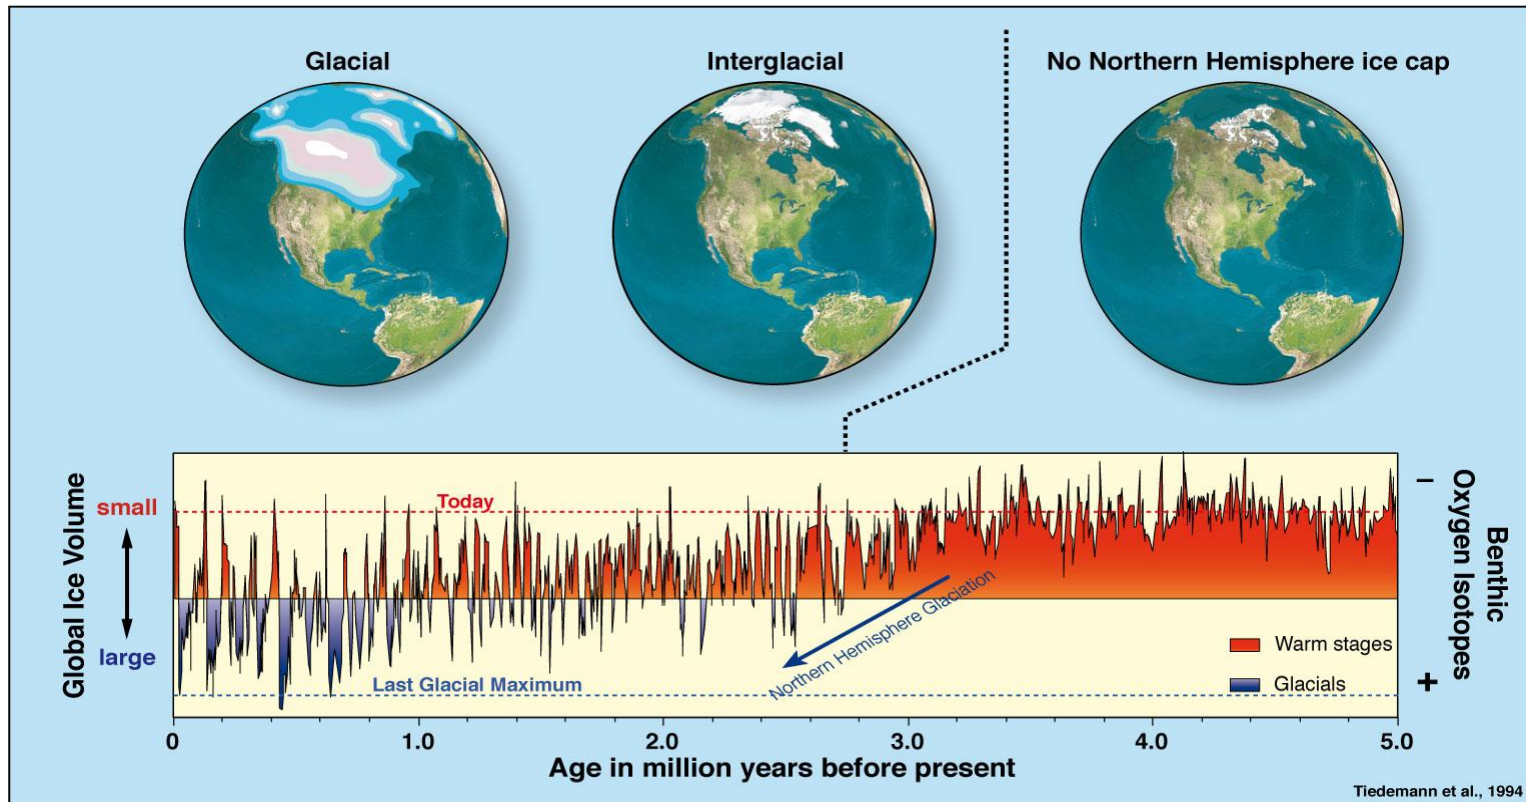 Glacial
Interglacial
No Northern Hemisphere ice cap
Global Ice Volume
small
large
Today
Last Glacial Maximum
Northern Hemisphere Glaciation
Warm stages
Glacials
–
+
Benthic
Oxygen Isotopes
0
1.0
2.0
3.0
4.0
5.0
Age in million years before present
Tiedemann et al., 1994